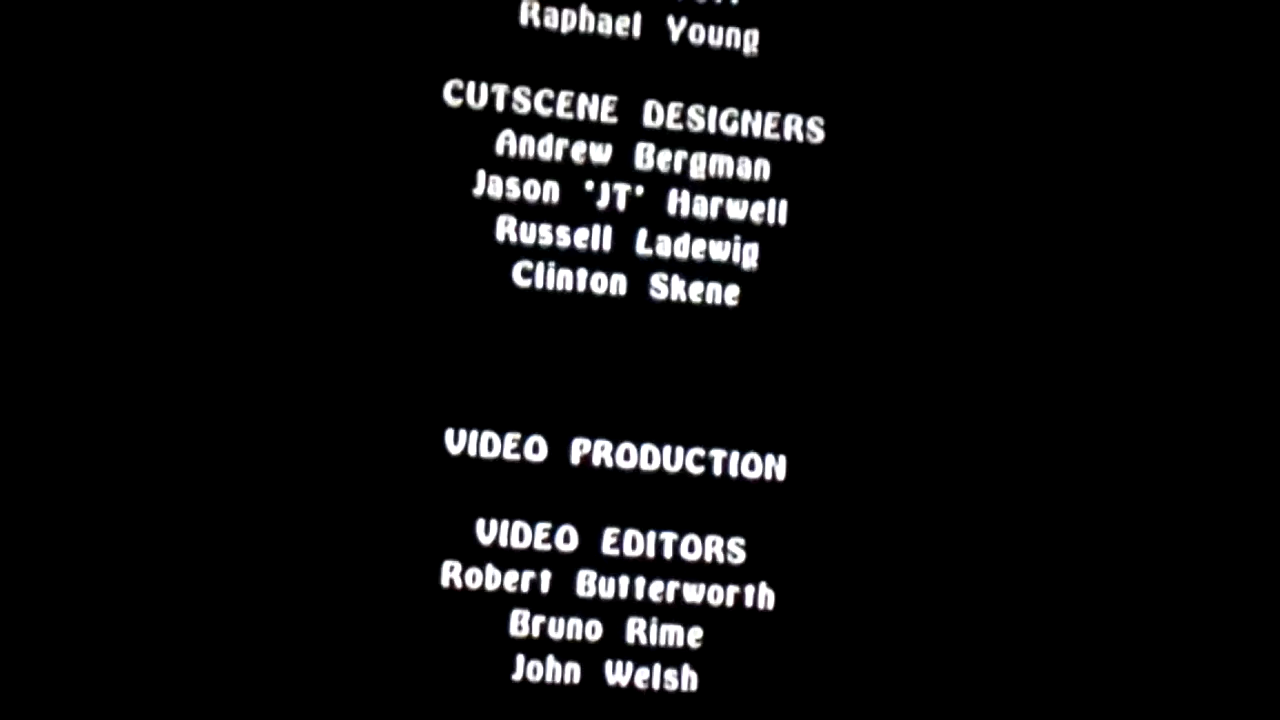 Raphael Young
CUTSCENE DESIGNERS
Andrew Bergman
Jason "JT" Harwell
Russell Ladewig
Clinton Skene
VIDEO PRODUCTION
VIDEO EDITORS
Robert Butterworth
Bruno Rime
John Welsh